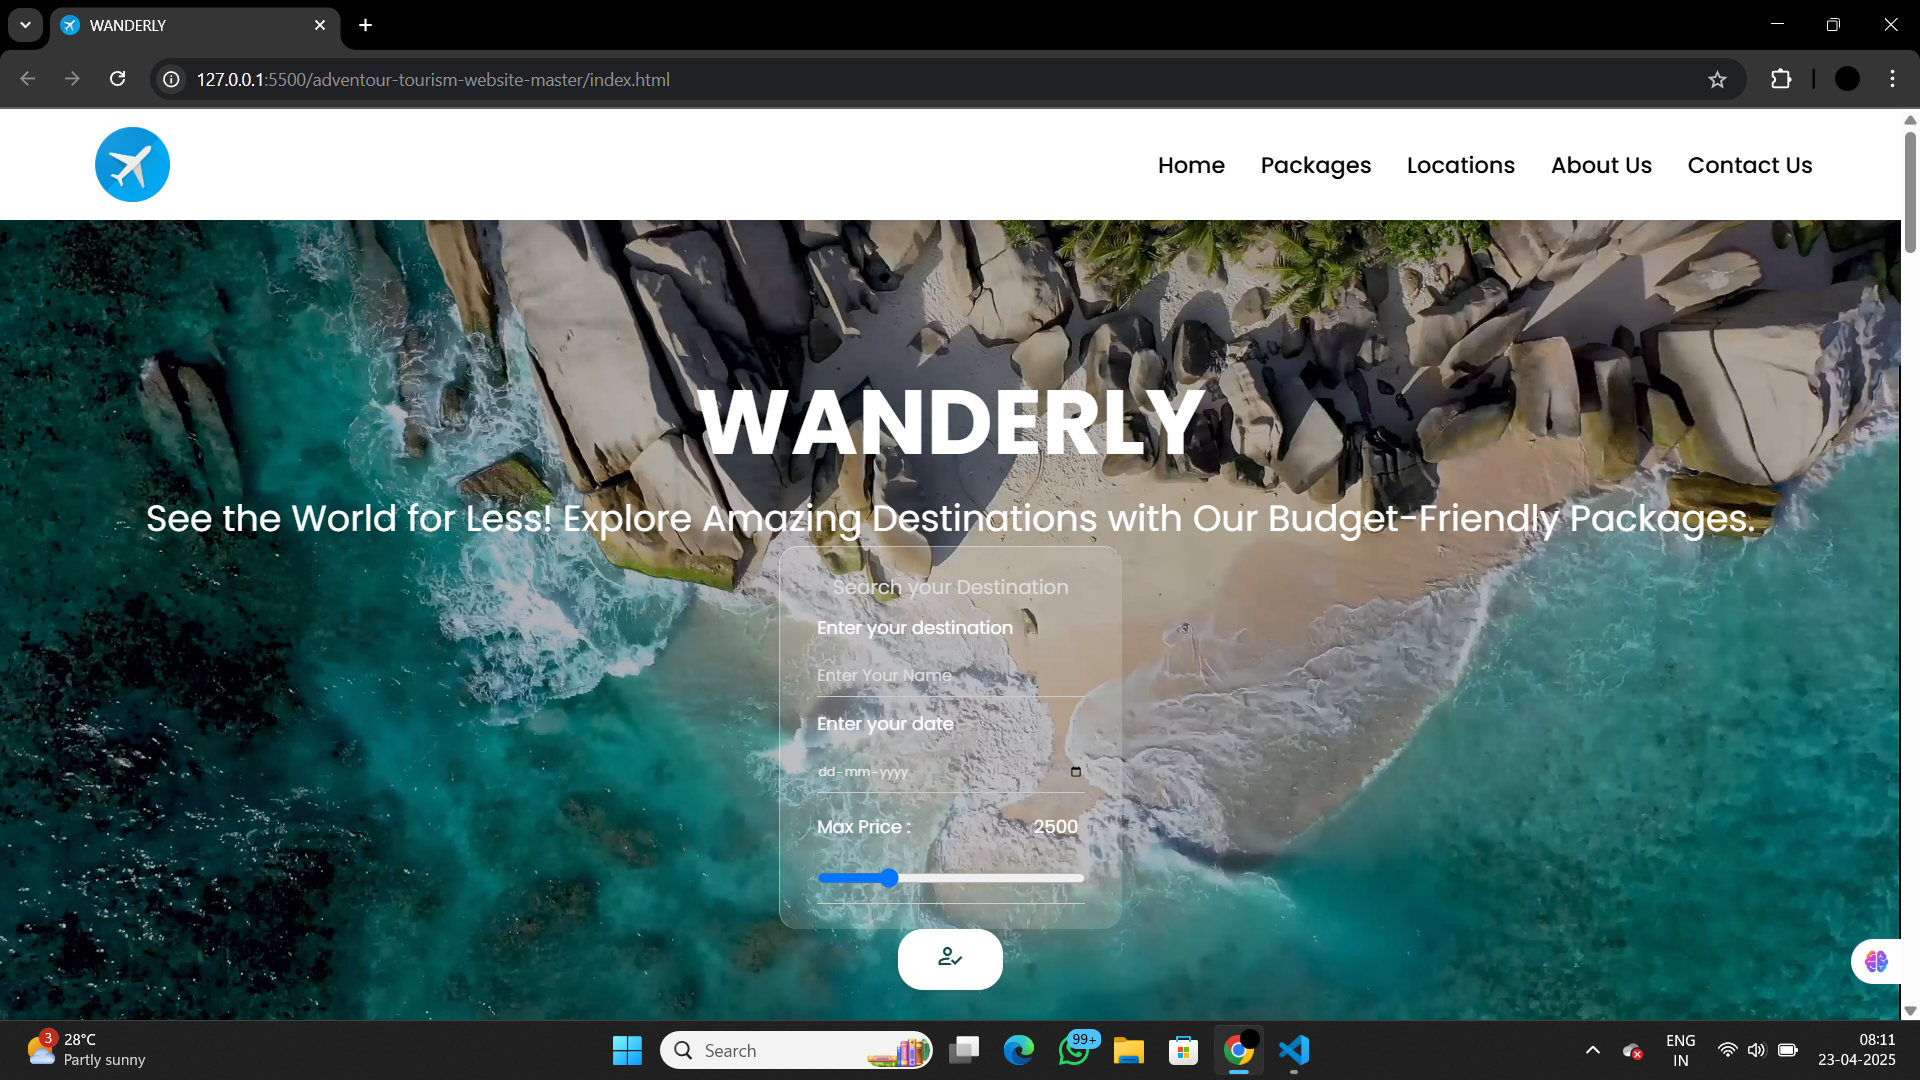 WANDERLY
127.0.0.1:5500/adventour-tourism-website-master/index.html
Home Packages Locations About Us Contact Us
WANDERLY
See the World for Less! Explore Amazing Destinations with Our Budget-Friendly Packages.
Search your Destination
Enter your destination
Enter Your Name
Enter your date
dd-mm-yyyy
Max Price : 2500
3 28°C
Partly sunny
Search
99+
ENG
IN
08:11
23-04-2025